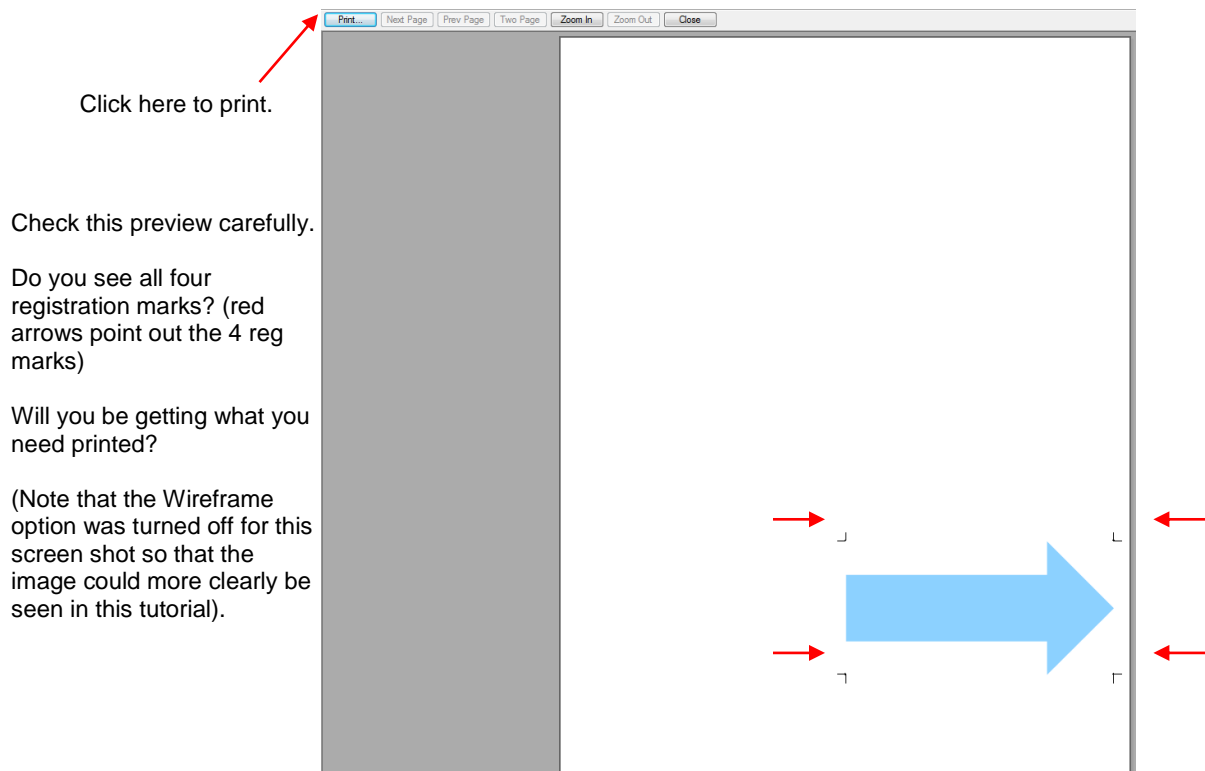 Print... Next Page Prev Page Two Page Zoom In Zoom Out Close
Click here to print.
Check this preview carefully.
Do you see all four
registration marks? (red
arrows point out the 4 reg
marks)
Will you be getting what you
need printed?
(Note that the Wireframe
option was turned off for this
screen shot so that the
image could more clearly be
seen in this tutorial).